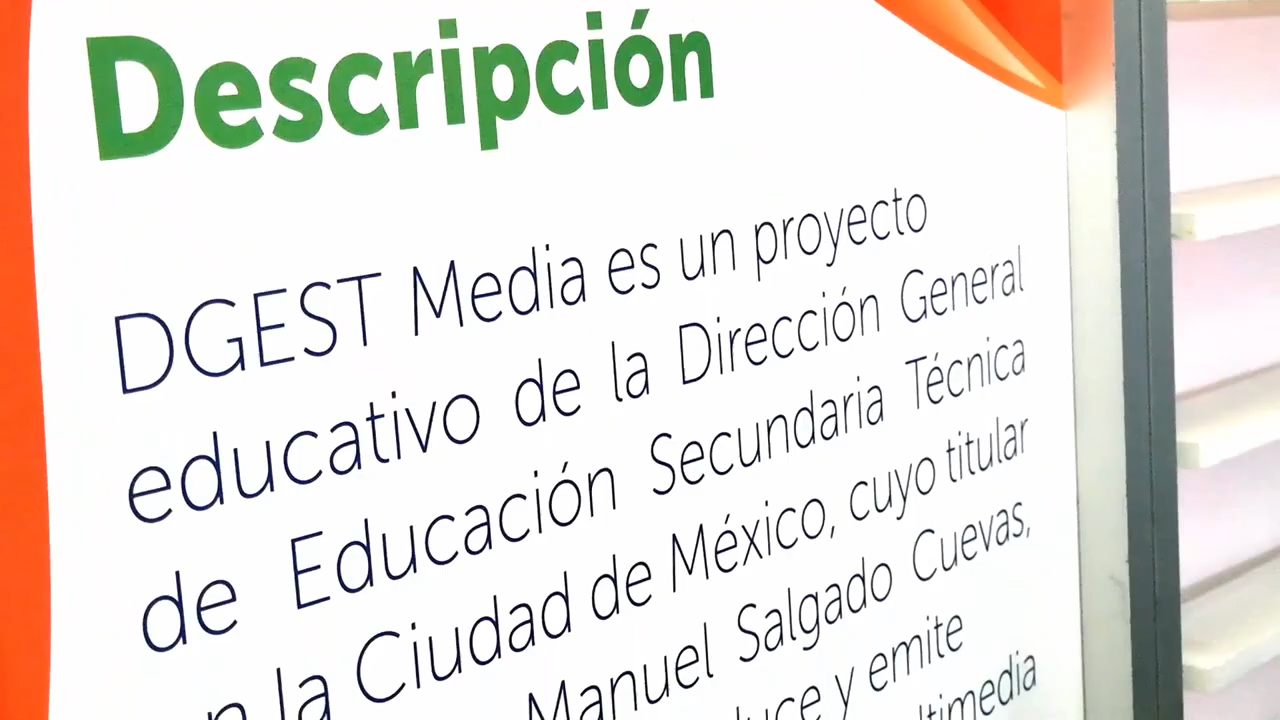 Descripción
DGEST Media es un proyecto
educativo de la Dirección General
de Educación Secundaria Técnica
la Ciudad de México, cuyo titular
Manuel Salgado Cuevas,
y emite